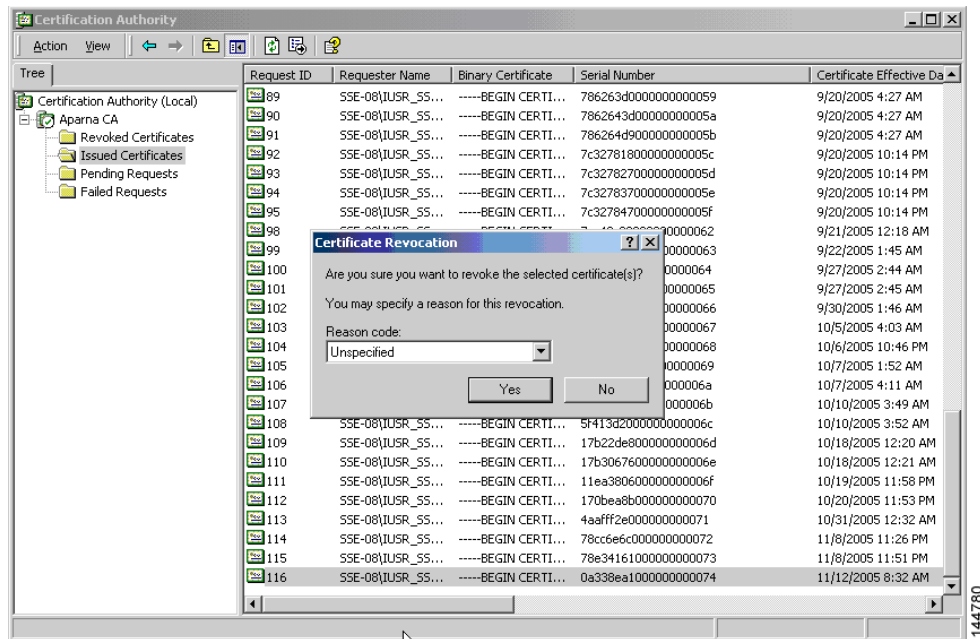 Certification Authority
Action View
Tree
Request ID Requester Name Binary Certificate Serial Number Certificate Effective Da
Certification Authority (Local)
Aparna CA
Revoked Certificates
Issued Certificates
Pending Requests
Failed Requests
89 SSE-08\IUSR_SS... -----BEGIN CERTI... 786263d0000000000059 9/20/2005 4:27 AM
90 SSE-08\IUSR_SS... -----BEGIN CERTI... 7862643d00000000005a 9/20/2005 4:27 AM
91 SSE-08\IUSR_SS... -----BEGIN CERTI... 786264d900000000005b 9/20/2005 4:27 AM
92 SSE-08\IUSR_SS... -----BEGIN CERTI... 7c32781800000000005c 9/20/2005 10:14 PM
93 SSE-08\IUSR_SS... -----BEGIN CERTI... 7c32782700000000005d 9/20/2005 10:14 PM
94 SSE-08\IUSR_SS... -----BEGIN CERTI... 7c32783700000000005e 9/20/2005 10:14 PM
95 SSE-08\IUSR_SS... -----BEGIN CERTI... 7c32784700000000005f 9/20/2005 10:14 PM
98 9/21/2005 12:18 AM
99 9/22/2005 1:45 AM
100 9/27/2005 2:44 AM
101 9/27/2005 2:45 AM
102 9/30/2005 1:46 AM
103 10/5/2005 4:03 AM
104 10/6/2005 10:46 PM
105 10/7/2005 1:52 AM
106 10/7/2005 4:11 AM
107 10/10/2005 3:49 AM
108 SSE-08\IUSR_SS... -----BEGIN CERTI... 5f413d2000000000006c 10/10/2005 3:52 AM
109 SSE-08\IUSR_SS... -----BEGIN CERTI... 17b22de800000000006d 10/18/2005 12:20 AM
110 SSE-08\IUSR_SS... -----BEGIN CERTI... 17b3067600000000006e 10/18/2005 12:21 AM
111 SSE-08\IUSR_SS... -----BEGIN CERTI... 11ea380600000000006f 10/19/2005 11:58 PM
112 SSE-08\IUSR_SS... -----BEGIN CERTI... 170bea8b000000000070 10/20/2005 11:53 PM
113 SSE-08\IUSR_SS... -----BEGIN CERTI... 4aafff2e000000000071 10/31/2005 12:32 AM
114 SSE-08\IUSR_SS... -----BEGIN CERTI... 78cc6e6c000000000072 11/8/2005 11:26 PM
115 SSE-08\IUSR_SS... -----BEGIN CERTI... 78e34161000000000073 11/8/2005 11:51 PM
116 SSE-08\IUSR_SS... -----BEGIN CERTI... 0a338ea1000000000074 11/12/2005 8:32 AM
Certificate Revocation
Are you sure you want to revoke the selected certificate(s)?
You may specify a reason for this revocation.
Reason code:
Unspecified
Yes No
144780